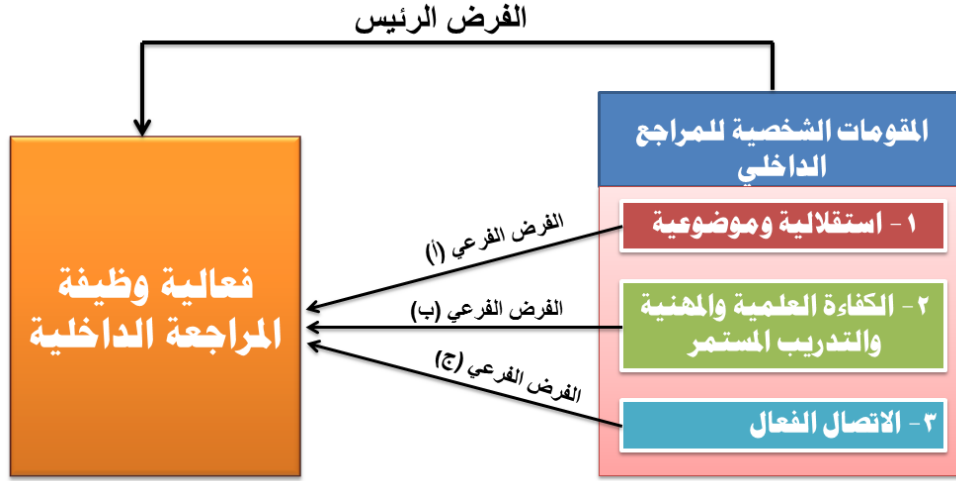 الفرض الرئيس
المقومات الشخصية للمراجع
الداخلي
١- استقلالية وموضوعية
الفرض الفرعي (أ)
٢- الكفاءة العلمية والمهنية
والتدريب المستمر
الفرض الفرعي (ب)
٣- الاتصال الفعال
الفرض الفرعي (ج)
فعالية وظيفة
المراجعة الداخلية